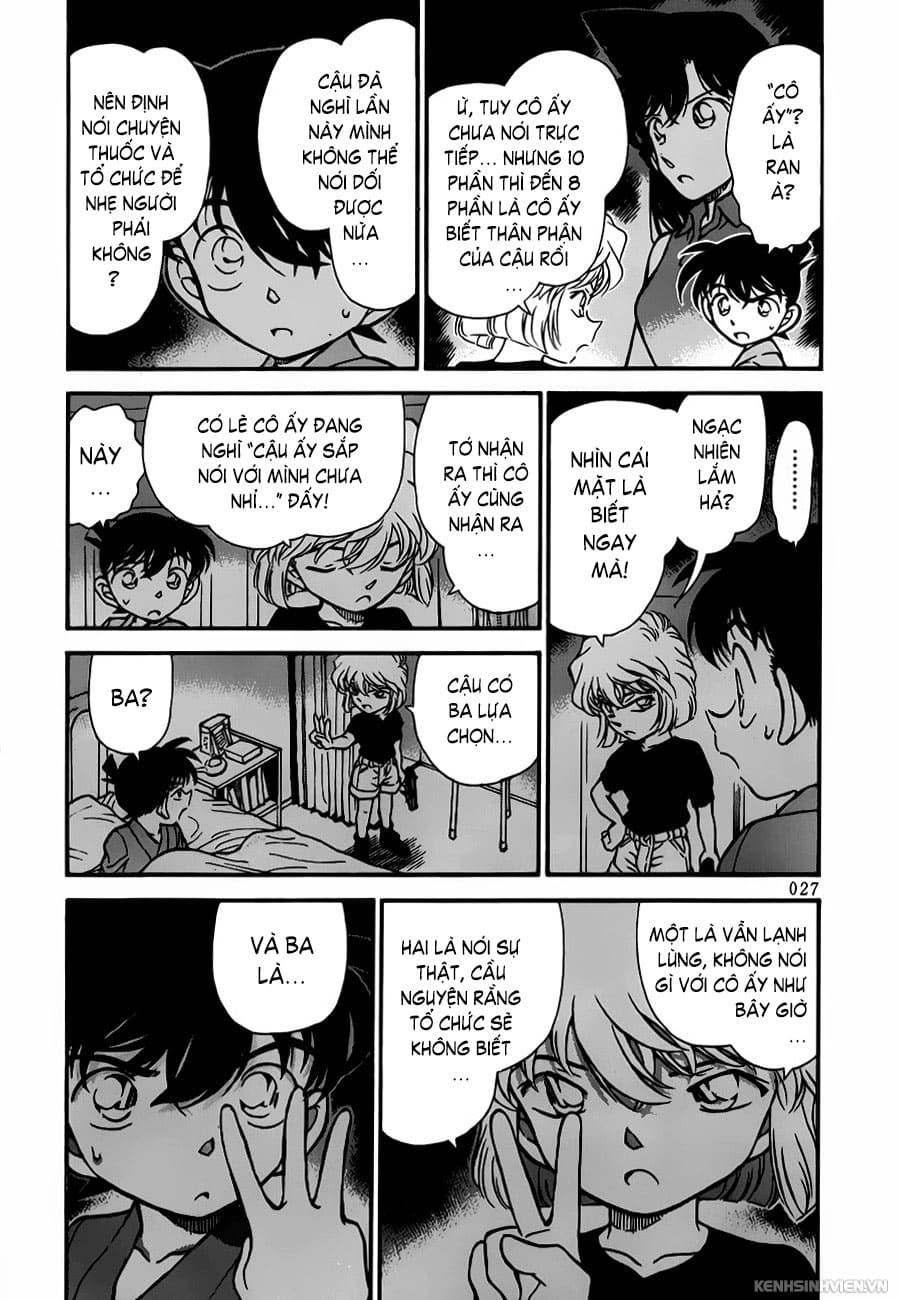 "CÔ
ẤY"?
LÀ
RAN
À?
Ừ, TUY CÔ ẤY
CHƯA NÓI TRỰC
TIẾP... NHƯNG 10
PHẦN THÌ ĐẾN 8
PHẦN LÀ CÔ ẤY
BIẾT THÂN PHẬN
CỦA CẬU RỒI
...
CẬU ĐÃ
NGHĨ LẦN
NÀY MÌNH
KHÔNG THỂ
NÓI DỐI
ĐƯỢC
NỮA
...
NÊN ĐỊNH
NÓI CHUYỆN
THUỐC VÀ
TỔ CHỨC ĐỂ
NHẸ NGƯỜI
PHẢI
KHÔNG
?
.........
NGẠC
NHIÊN
LẮM
HẢ?
NHÌN CÁI
MẶT LÀ
BIẾT
NGAY
MÀ!
TỚ NHẬN
RA THÌ CÔ
ẤY CŨNG
NHẬN RA
...
CÓ LẼ CÔ ẤY ĐANG
NGHĨ "CẬU ẤY SẮP
NÓI VỚI MÌNH CHƯA
NHỈ..." ĐẤY!
NÀY
...
CẬU CÓ
BA LỰA
CHỌN...
BA?
027
MỘT LÀ VẪN LẠNH
LÙNG, KHÔNG NÓI
GÌ VỚI CÔ ẤY NHƯ
BÂY GIỜ
...
HAI LÀ NÓI SỰ
THẬT, CẦU
NGUYỆN RẰNG
TỔ CHỨC SẼ
KHÔNG BIẾT
...
VÀ BA
LÀ...
KENHSINHVIEN.VN